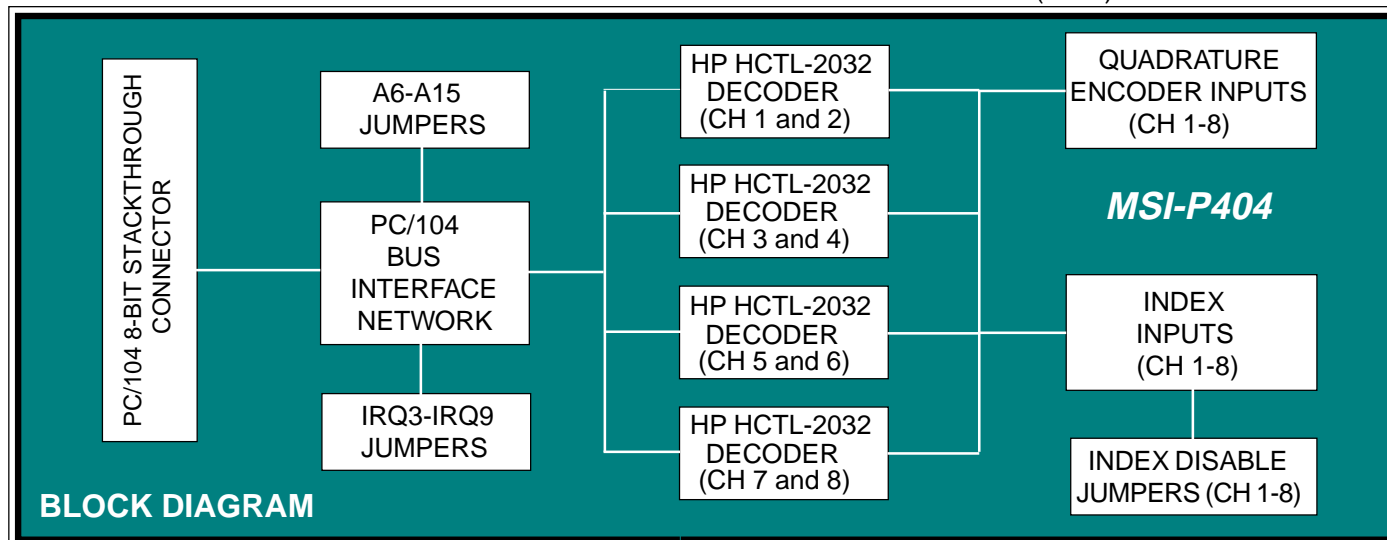 PC/104 8-BIT STACKTHROUGH
CONNECTOR
A6-A15
JUMPERS
PC/104
BUS
INTERFACE
NETWORK
IRQ3-IRQ9
JUMPERS
HP HCTL-2032
DECODER
(CH 1 and 2)
HP HCTL-2032
DECODER
(CH 3 and 4)
HP HCTL-2032
DECODER
(CH 5 and 6)
HP HCTL-2032
DECODER
(CH 7 and 8)
QUADRATURE
ENCODER INPUTS
(CH 1-8)
MSI-P404
INDEX
INPUTS
(CH 1-8)
INDEX DISABLE
JUMPERS (CH 1-8)
BLOCK DIAGRAM